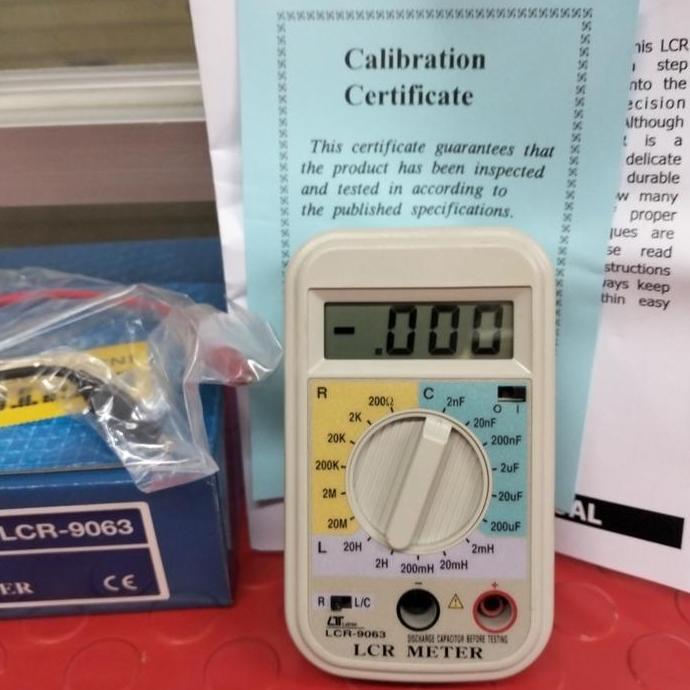 Calibration
Certificate
This certificate guarantees that
the product has been inspected
and tested in according to
the published specifications.
his LCR
step
nto the
ecision
Although
is a
delicate
durable
w many
proper
ques are
se read
structions
ways keep
thin easy
AL
- .000
R
C
O I
200Ω
2K
20K
200K
2M
20M
2nF
20nF
200nF
2uF
20uF
200uF
L
20H
2H
200mH
20mH
2mH
R L/C
- +
LCR-9063
DISCHARGE CAPACITOR BEFORE TESTING
LCR METER
LCR-9063
ER CE